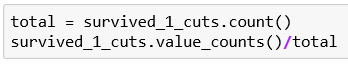 total = survived_1_cuts.count()
survived_1_cuts.value_counts()/total